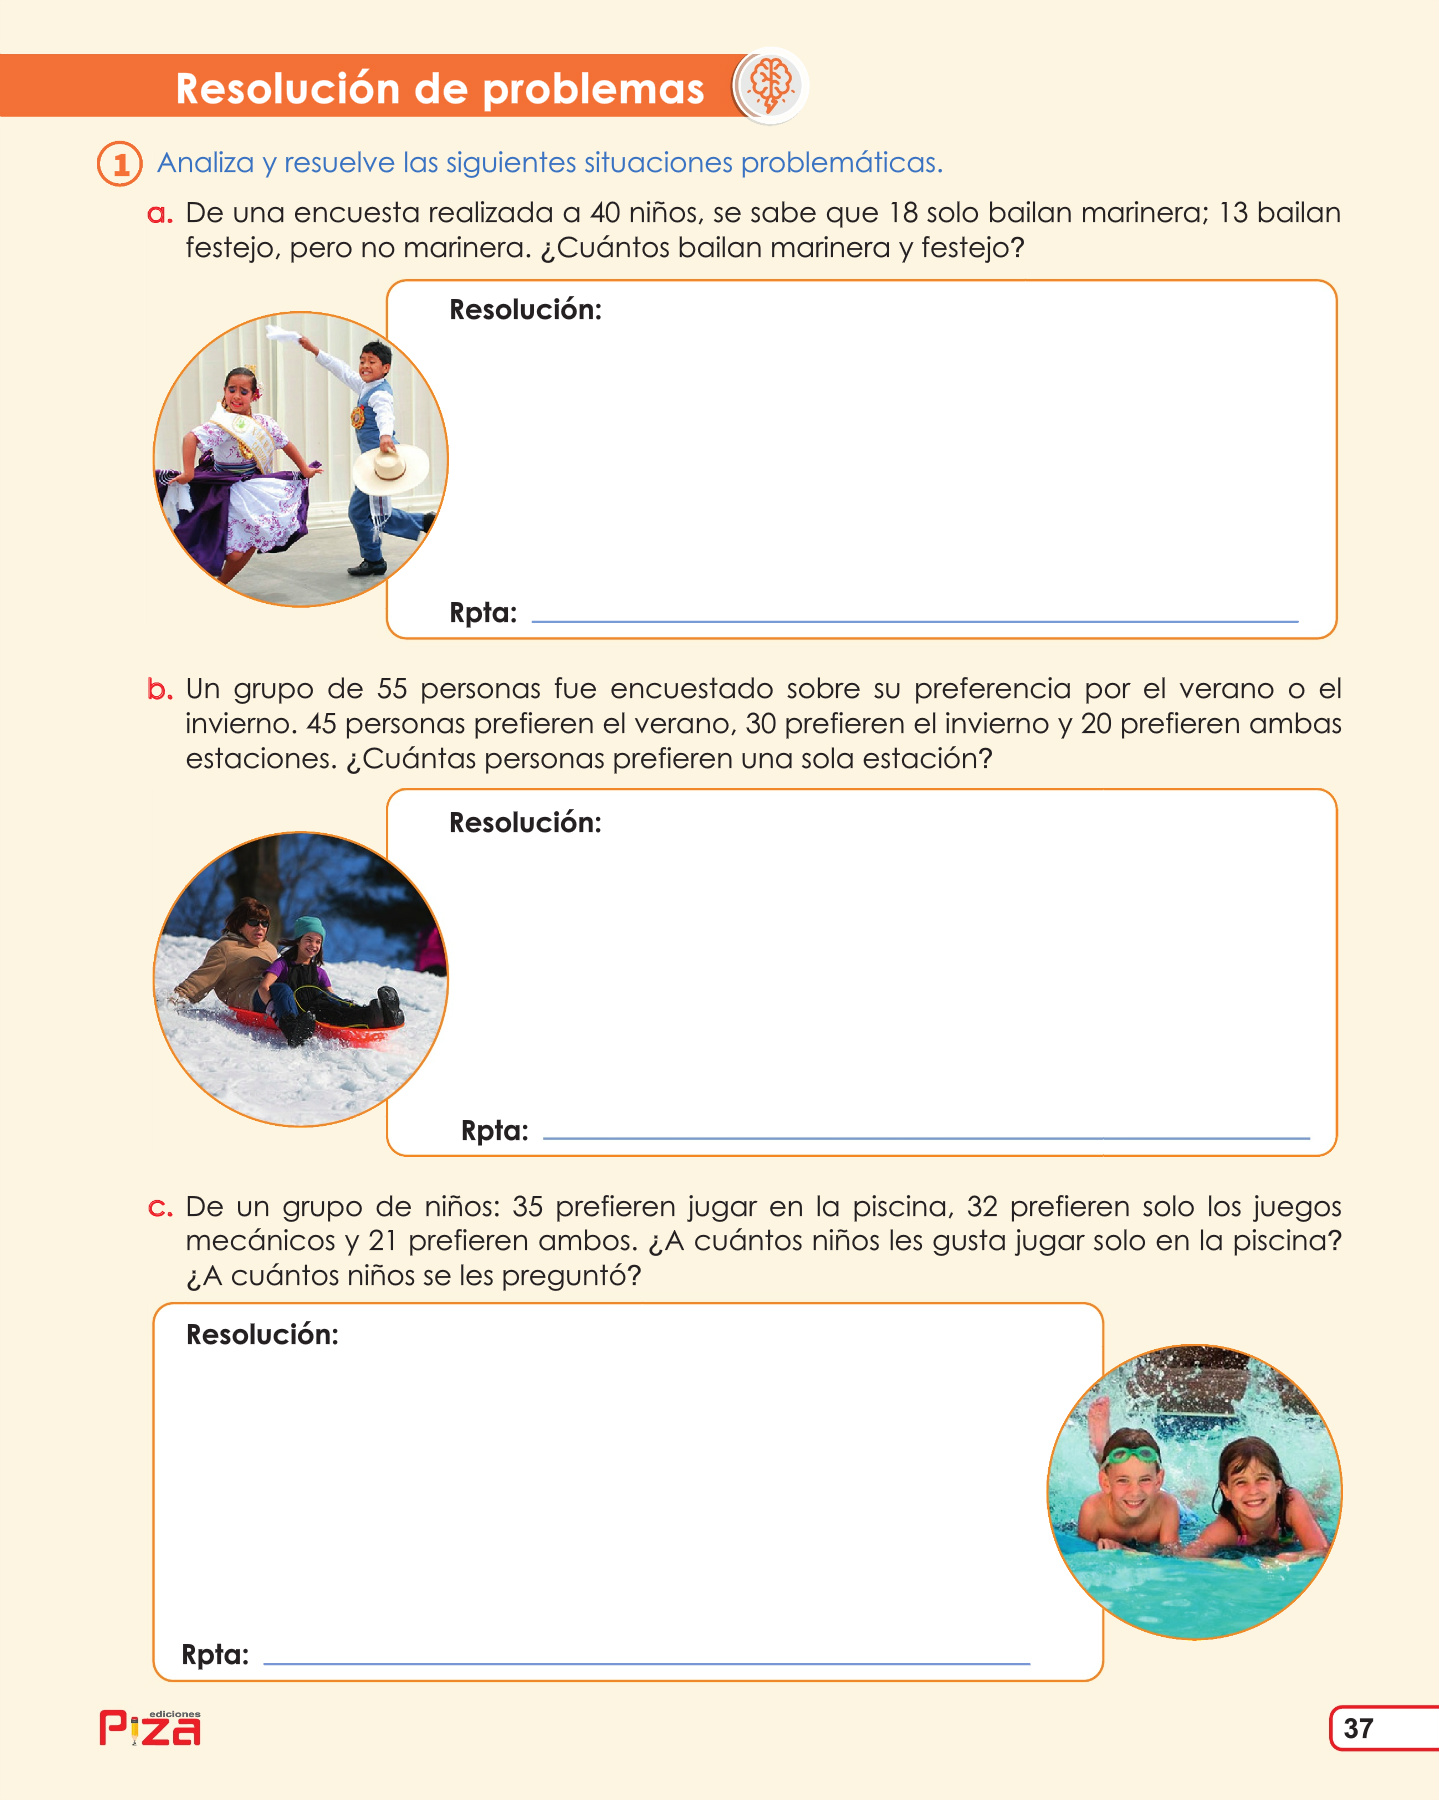 Resolución de problemas
1 Analiza y resuelve las siguientes situaciones problemáticas.
a. De una encuesta realizada a 40 niños, se sabe que 18 solo bailan marinera; 13 bailan
festejo, pero no marinera. ¿Cuántos bailan marinera y festejo?
Resolución:
Rpta:
b. Un grupo de 55 personas fue encuestado sobre su preferencia por el verano o el
invierno. 45 personas prefieren el verano, 30 prefieren el invierno y 20 prefieren ambas
estaciones. ¿Cuántas personas prefieren una sola estación?
Resolución:
Rpta:
c. De un grupo de niños: 35 prefieren jugar en la piscina, 32 prefieren solo los juegos
mecánicos y 21 prefieren ambos. ¿A cuántos niños les gusta jugar solo en la piscina?
¿A cuántos niños se les preguntó?
Resolución:
Rpta:
ediciones
Piza
37